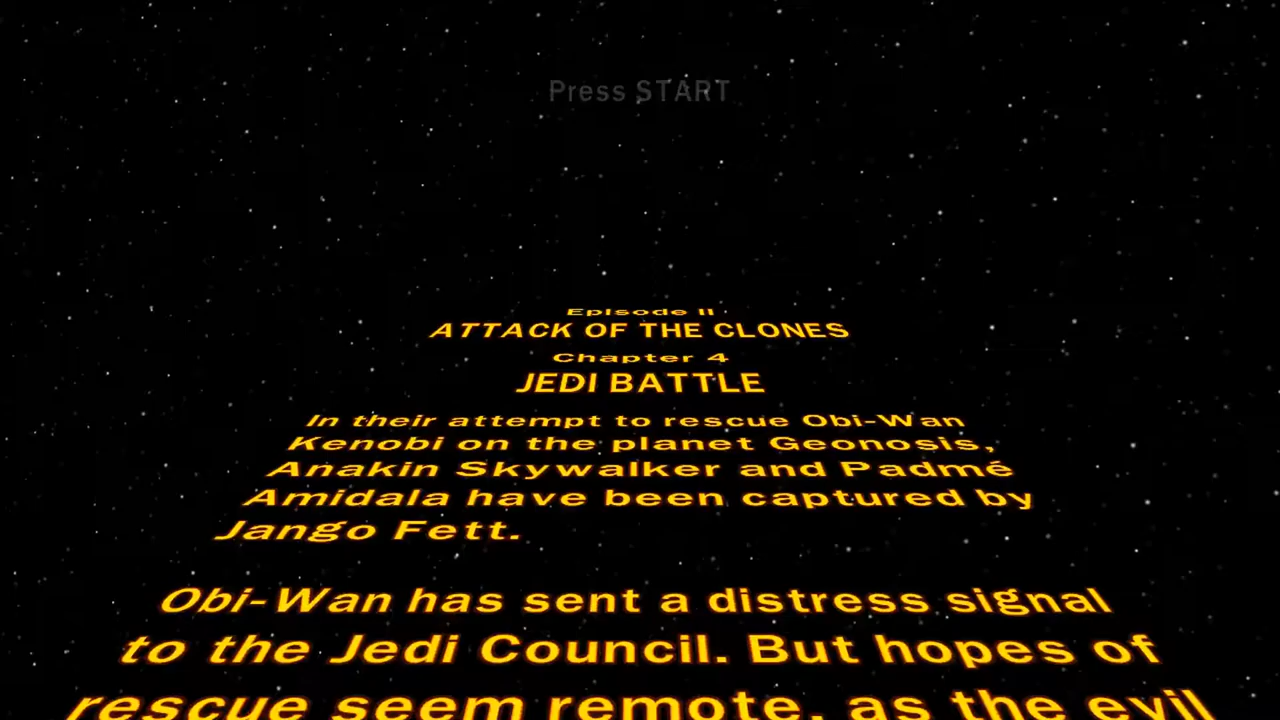 Press START
Episode II
ATTACK OF THE CLONES
Chapter 4
JEDI BATTLE
In their attempt to rescue Obi-Wan
Kenobi on the planet Geonosis,
Anakin Skywalker and Padmé
Amidala have been captured by
Jango Fett.
Obi-Wan has sent a distress signal
to the Jedi Council. But hopes of
rescue seem remote, as the evil